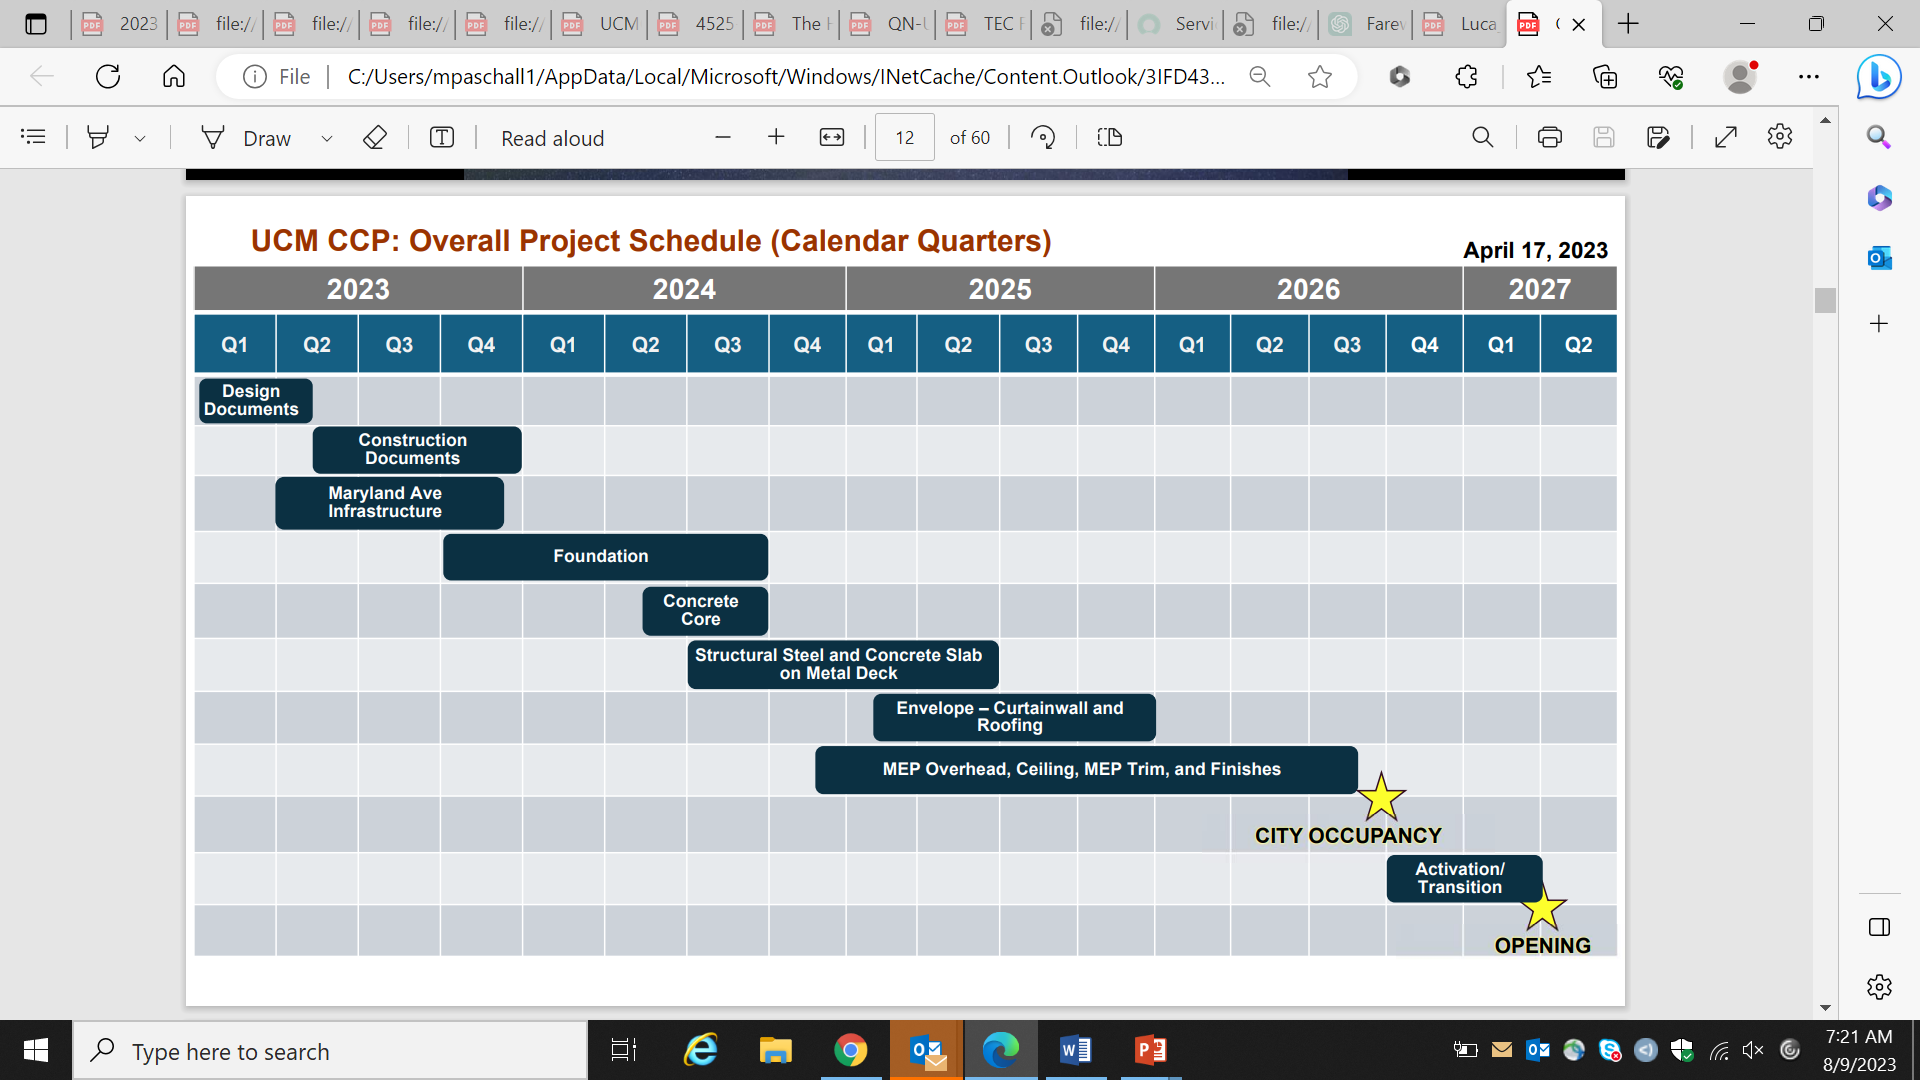 2023
file://
file://
file://
file://
UCM
4525
The H
QN-U
TEC F
file://
Servi
file://
Farew
Luca
File
C:/Users/mpaschall1/AppData/Local/Microsoft/Windows/INetCache/Content.Outlook/3IFD43...
Draw
Read aloud
12
of 60
UCM CCP: Overall Project Schedule (Calendar Quarters)
April 17, 2023
2023 2024 2025 2026 2027
Q1 Q2 Q3 Q4 Q1 Q2 Q3 Q4 Q1 Q2 Q3 Q4 Q1 Q2 Q3 Q4 Q1 Q2
Design
Documents
Construction
Documents
Maryland Ave
Infrastructure
Foundation
Concrete
Core
Structural Steel and Concrete Slab
on Metal Deck
Envelope – Curtainwall and
Roofing
MEP Overhead, Ceiling, MEP Trim, and Finishes
CITY OCCUPANCY
Activation/
Transition
OPENING
Type here to search
7:21 AM
8/9/2023